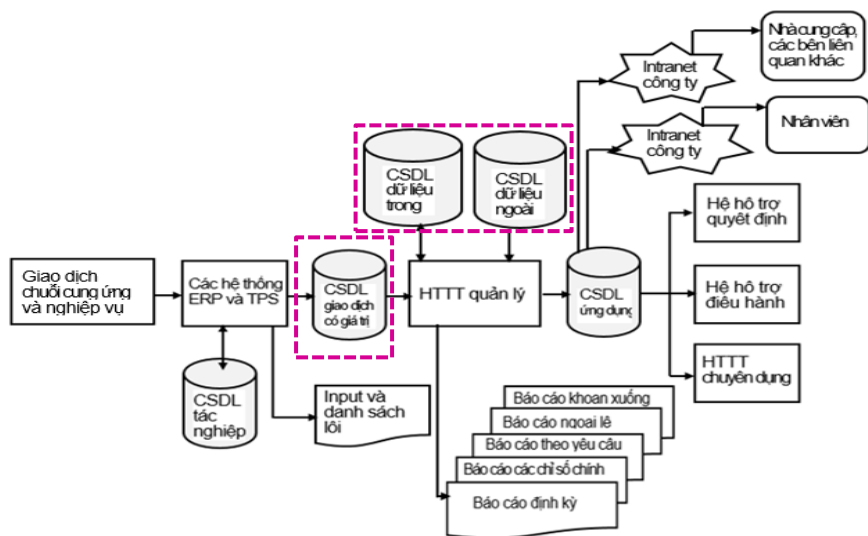 Nhà cung cấp,
các bên liên
quan khác
Intranet
công ty
Nhân viên
Intranet
công ty
CSDL
dữ liệu
trong
CSDL
dữ liệu
ngoài
Hệ hỗ trợ
quyết định
Giao dịch
chuỗi cung ứng
và nghiệp vụ
Các hệ thống
ERP và TPS
CSDL
giao dịch
có giá trị
HTTT quản lý
CSDL
ứng dụng
Hệ hỗ trợ
điều hành
HTTT
chuyên dụng
CSDL
tác
nghiệp
Input và
danh sách
lỗi
Báo cáo khoan xuống
Báo cáo ngoại lệ
Báo cáo theo yêu cầu
Báo cáo các chỉ số chính
Báo cáo định kỳ